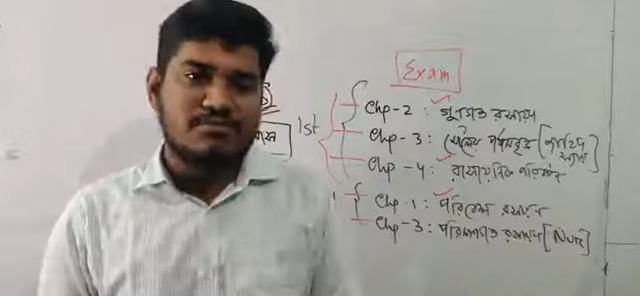 Exam
1st
Chp-2 : গুণগত রসায়ন
Chp-3 : মৌলের পর্যায়বৃত্ত
Chp-4 : রাসায়নিক পরিবর্তন
Chp-1 : পরিবেশ রসায়ন
Chp-3 : পরিমাণগত রসায়ন